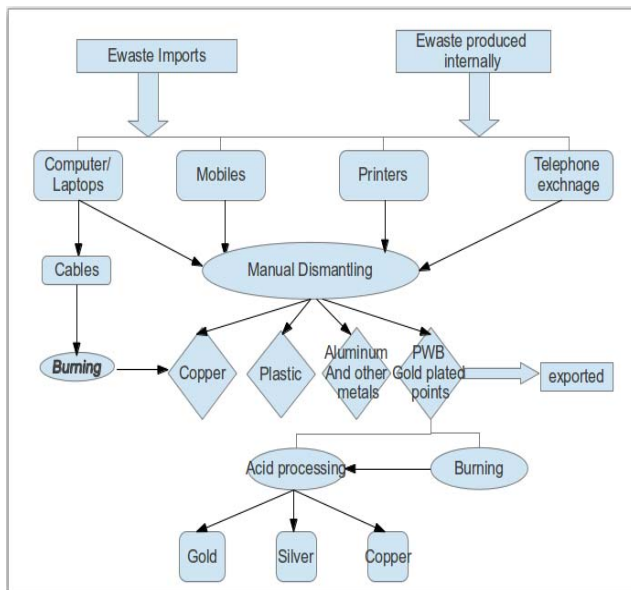 Ewaste Imports
Ewaste produced
internally
Computer/
Laptops
Mobiles
Printers
Telephone
exchnage
Cables
Manual Dismantling
Burning
Copper
Plastic
Aluminum
And other
metals
PWB
Gold plated
points
exported
Acid processing
Burning
Gold
Silver
Copper